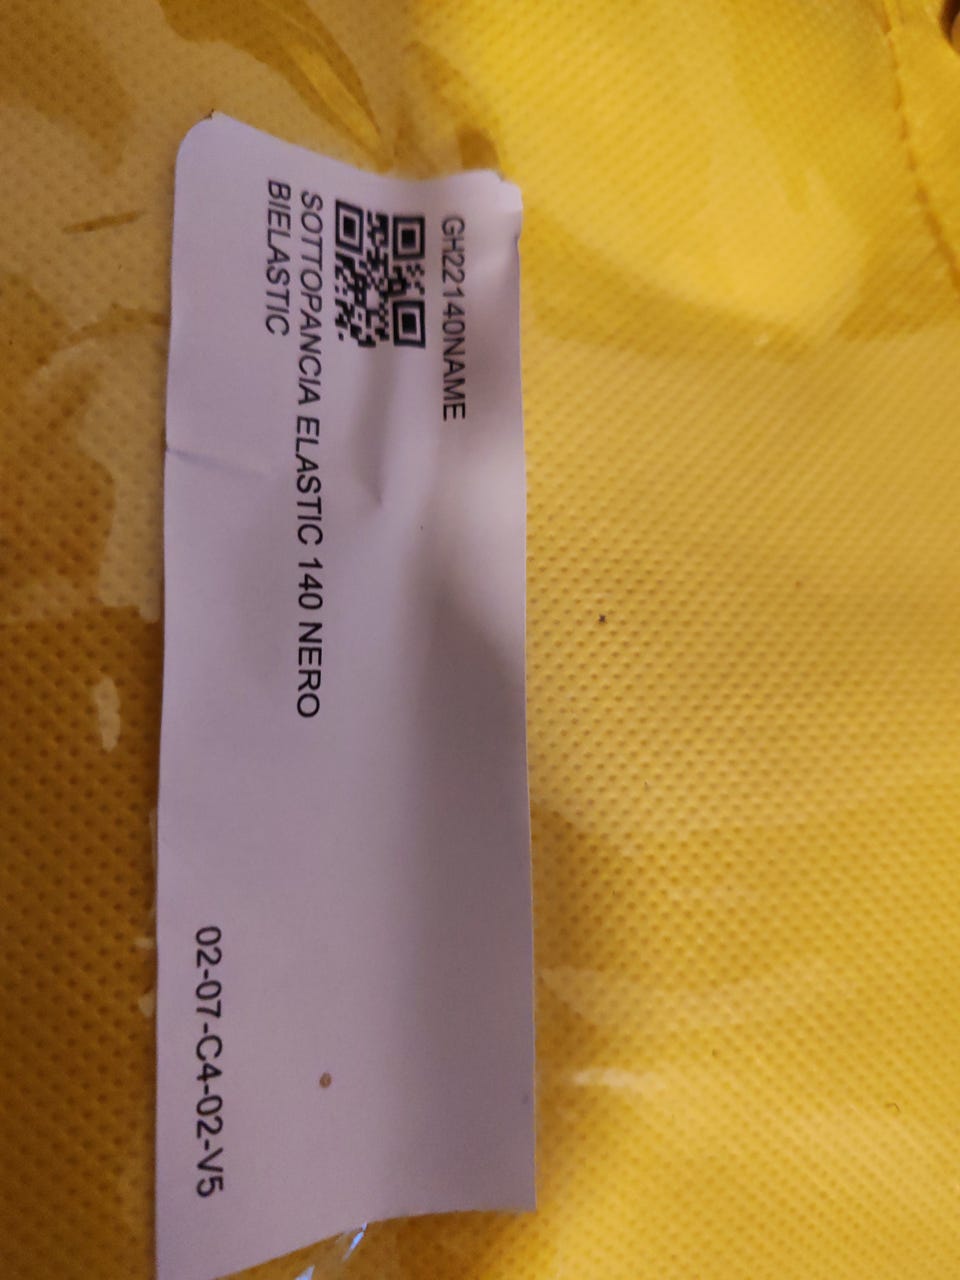 GH22140NAME
SOTTOPANCIA ELASTIC 140 NERO
BIELASTIC
02-07-C4-02-V5